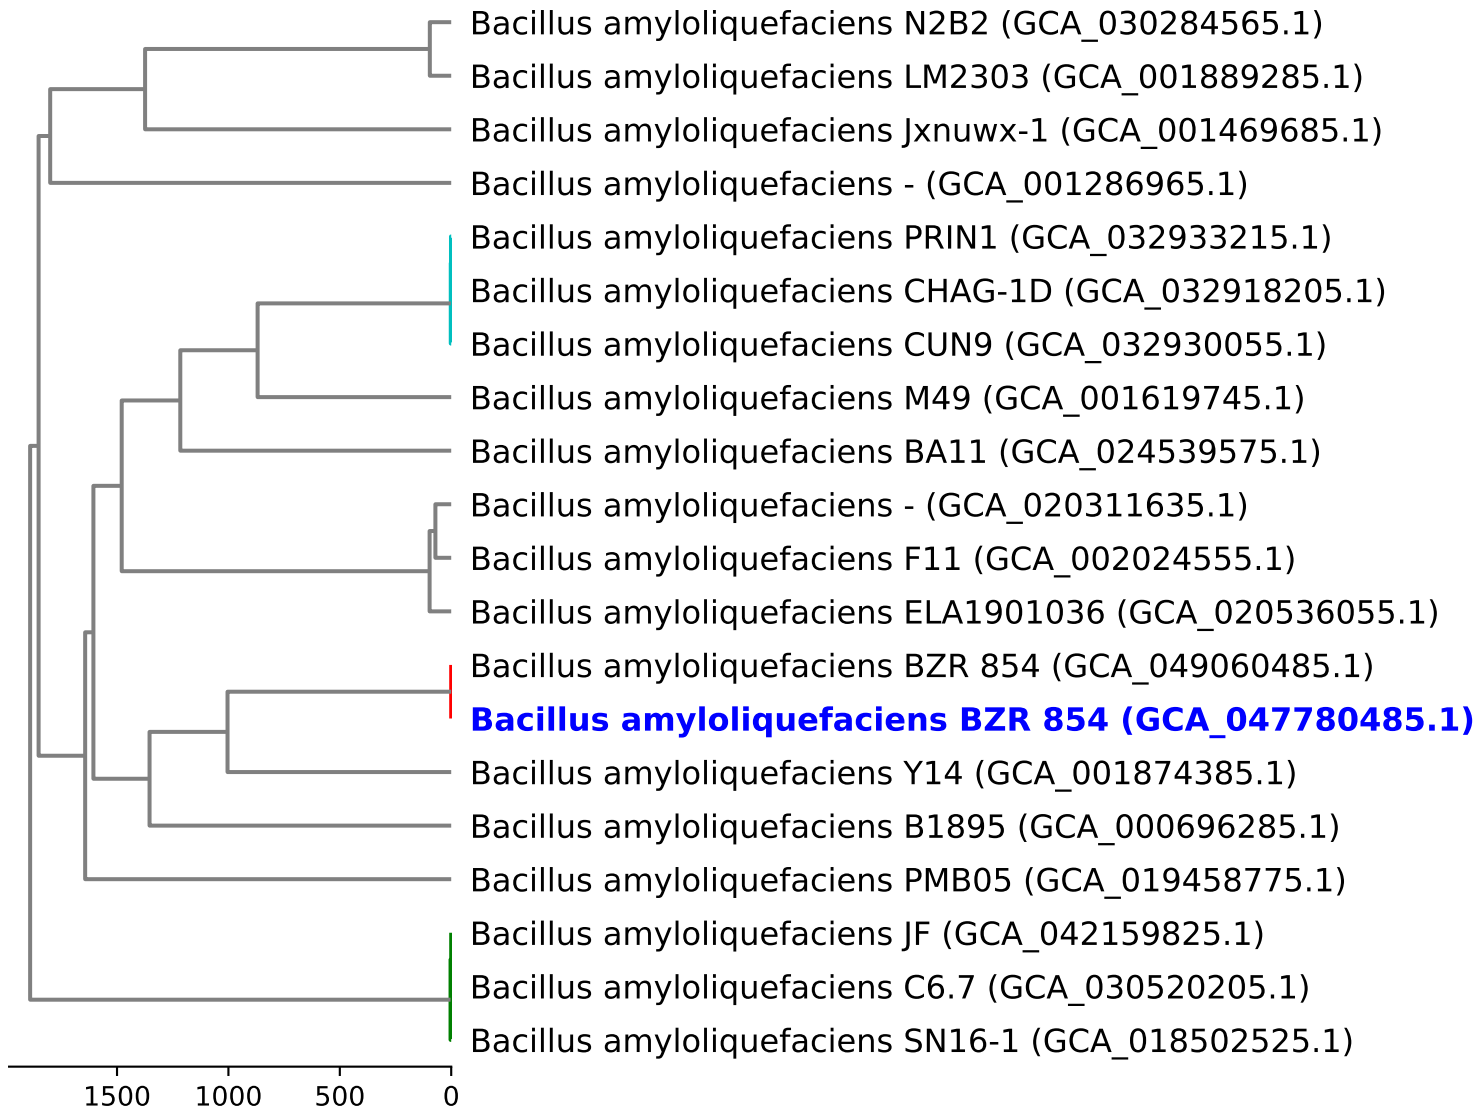 Bacillus amyloliquefaciens N2B2 (GCA_030284565.1)
Bacillus amyloliquefaciens LM2303 (GCA_001889285.1)
Bacillus amyloliquefaciens Jxnuwx-1 (GCA_001469685.1)
Bacillus amyloliquefaciens - (GCA_001286965.1)
Bacillus amyloliquefaciens PRIN1 (GCA_032933215.1)
Bacillus amyloliquefaciens CHAG-1D (GCA_032918205.1)
Bacillus amyloliquefaciens CUN9 (GCA_032930055.1)
Bacillus amyloliquefaciens M49 (GCA_001619745.1)
Bacillus amyloliquefaciens BA11 (GCA_024539575.1)
Bacillus amyloliquefaciens - (GCA_020311635.1)
Bacillus amyloliquefaciens F11 (GCA_002024555.1)
Bacillus amyloliquefaciens ELA1901036 (GCA_020536055.1)
Bacillus amyloliquefaciens BZR 854 (GCA_049060485.1)
Bacillus amyloliquefaciens BZR 854 (GCA_047780485.1)
Bacillus amyloliquefaciens Y14 (GCA_001874385.1)
Bacillus amyloliquefaciens B1895 (GCA_000696285.1)
Bacillus amyloliquefaciens PMB05 (GCA_019458775.1)
Bacillus amyloliquefaciens JF (GCA_042159825.1)
Bacillus amyloliquefaciens C6.7 (GCA_030520205.1)
Bacillus amyloliquefaciens SN16-1 (GCA_018502525.1)
1500 1000 500 0